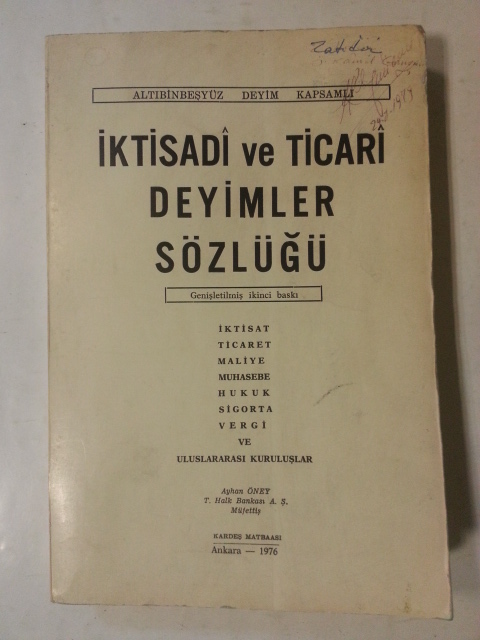 ALTIBİNBEŞYÜZ DEYİM KAPSAMLI
İKTİSADÎ ve TİCARÎ
DEYİMLER
SÖZLÜĞÜ
Genişletilmiş ikinci baskı
İKTİSAT
TİCARET
MALİYE
MUHASEBE
HUKUK
SİGORTA
VERGİ
VE
ULUSLARARASI KURULUŞLAR
Ayhan ÖNEY
T. Halk Bankası A. Ş.
Müfettiş
KARDEŞ MATBAASI
Ankara — 1976